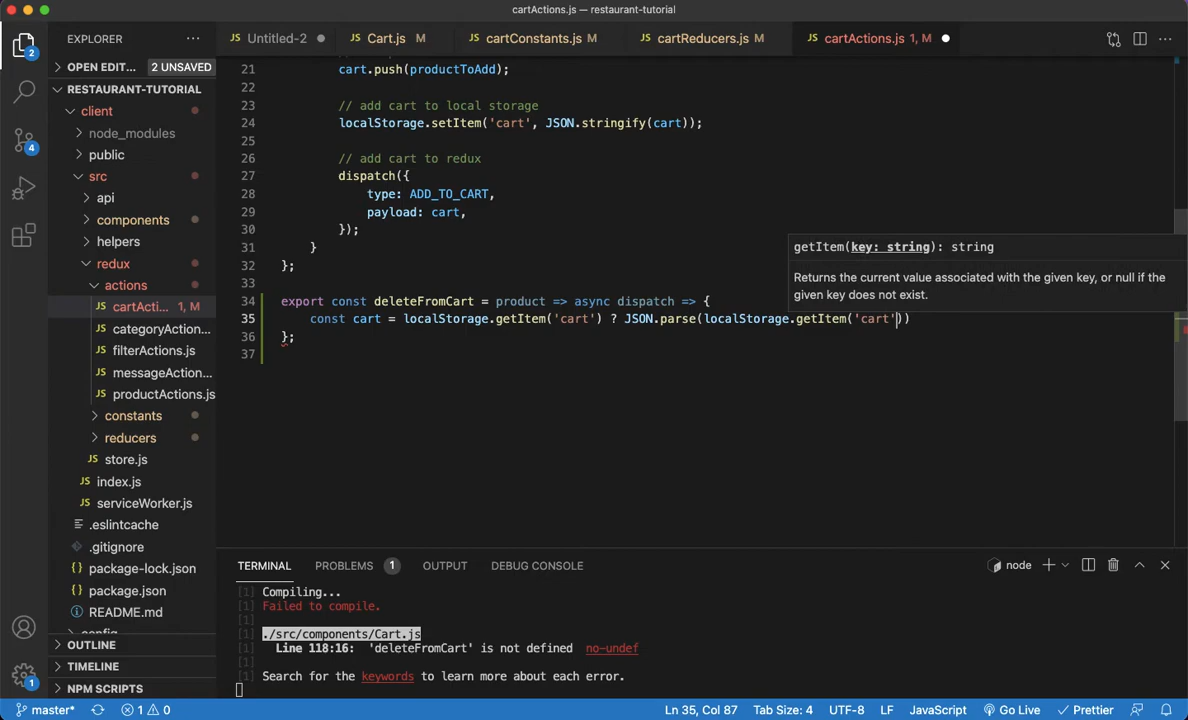 cartActions.js — restaurant-tutorial
EXPLORER
Untitled-2
Cart.js M
cartConstants.js M
cartReducers.js M
cartActions.js 1, M
OPEN EDIT... 2 UNSAVED
RESTAURANT-TUTORIAL
client
node_modules
public
src
api
components
helpers
redux
actions
cartActi... 1, M
categoryAction...
filterActions.js
messageAction...
productActions.js
constants
reducers
store.js
index.js
serviceWorker.js
.eslintcache
.gitignore
package-lock.json
package.json
README.md
config
OUTLINE
TIMELINE
NPM SCRIPTS
2
4
1
21 cart.push(productToAdd);
22
23 // add cart to local storage
24 localStorage.setItem('cart', JSON.stringify(cart));
25
26 // add cart to redux
27 dispatch({
28 type: ADD_TO_CART,
29 payload: cart,
30 });
31 }
32 };
33
34 export const deleteFromCart = product => async dispatch => {
35 const cart = localStorage.getItem('cart') ? JSON.parse(localStorage.getItem('cart'))
36 };
37
getItem(key: string): string
Returns the current value associated with the given key, or null if the
given key does not exist.
TERMINAL PROBLEMS 1 OUTPUT DEBUG CONSOLE node
[1] Compiling...
[1] Failed to compile.
[1]
[1] ./src/components/Cart.js
[1] Line 118:16: 'deleteFromCart' is not defined no-undef
[1]
[1] Search for the keywords to learn more about each error.
master* 1 0 Ln 35, Col 87 Tab Size: 4 UTF-8 LF JavaScript Go Live Prettier